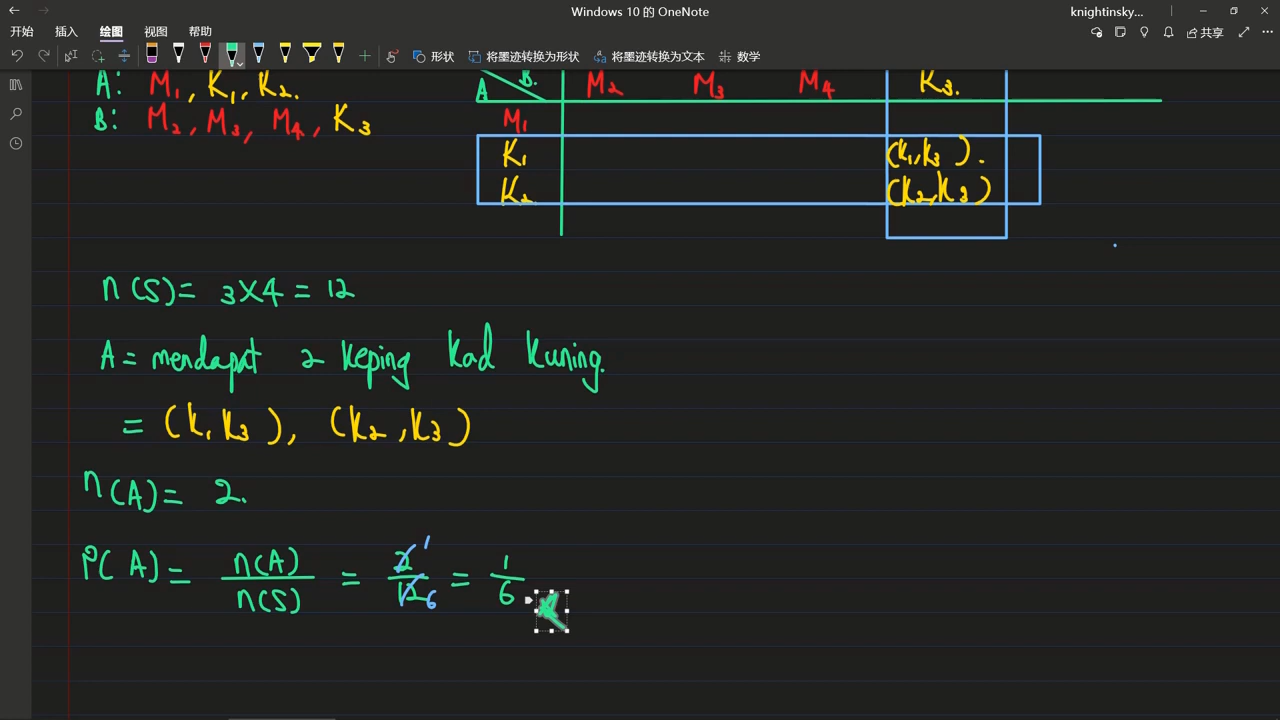 Windows 10 的 OneNote
knightinsky...
开始 插入 绘图 视图 帮助
形状 将墨迹转换为形状 将墨迹转换为文本 数学 共享
A: M1, K1, K2.
B: M2, M3, M4, K3
A B. M2 M3 M4 K3.
M1
K1 (K1,K3).
K2 (K2,K3)
n(S)= 3×4 = 12
A = mendapat 2 keping kad kuning.
= (K1K3), (K2,K3)
n(A)= 2.
P(A)= n(A)/n(S) = 2/12 1 6 = 1/6